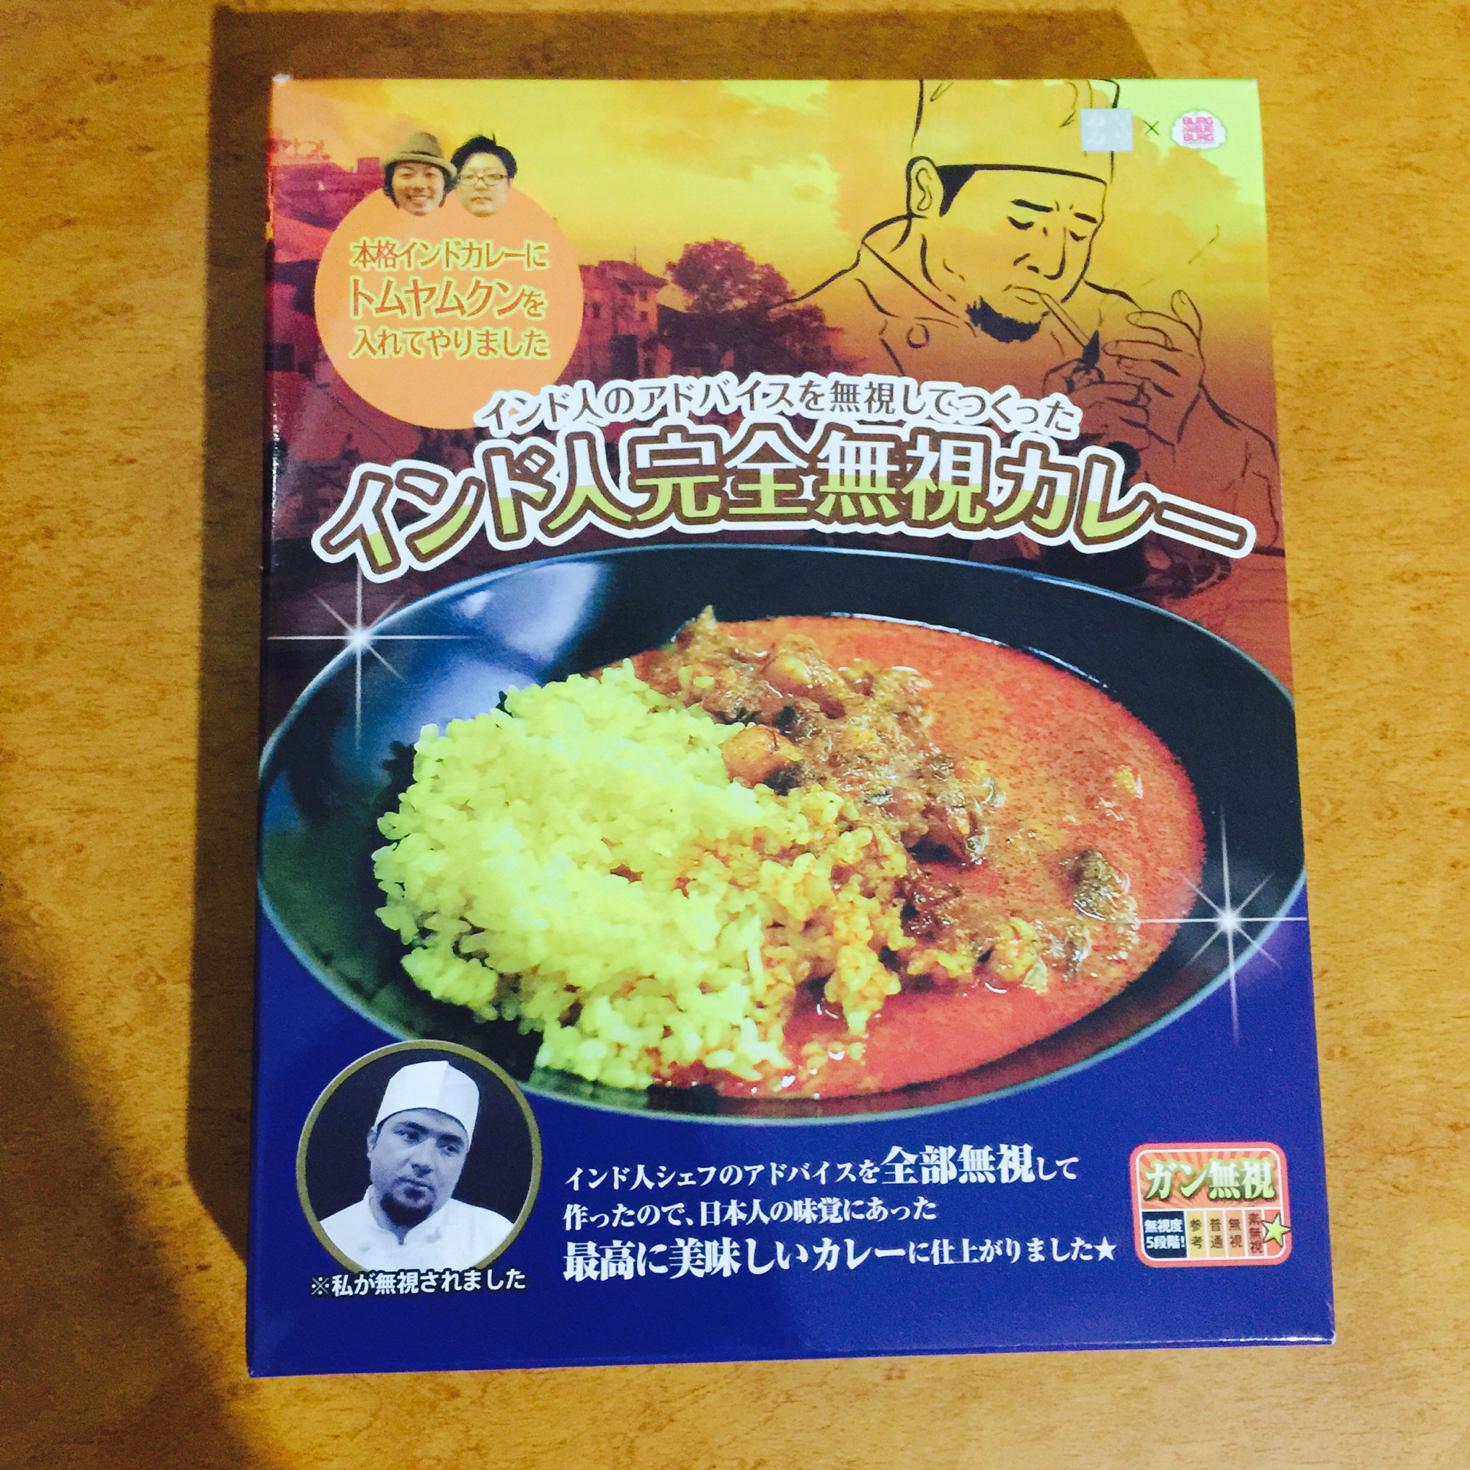 ×
BURG
HAMBURG
BURG
本格インドカレーに
トムヤムクンを
入れてやりました
インド人のアドバイスを無視してつくった
インド人完全無視カレー
インド人シェフのアドバイスを全部無視して
作ったので、日本人の味覚にあった
最高に美味しいカレーに仕上がりました★
※私が無視されました
ガン無視
無視度
5段階!
参考
普通
無視
素無視